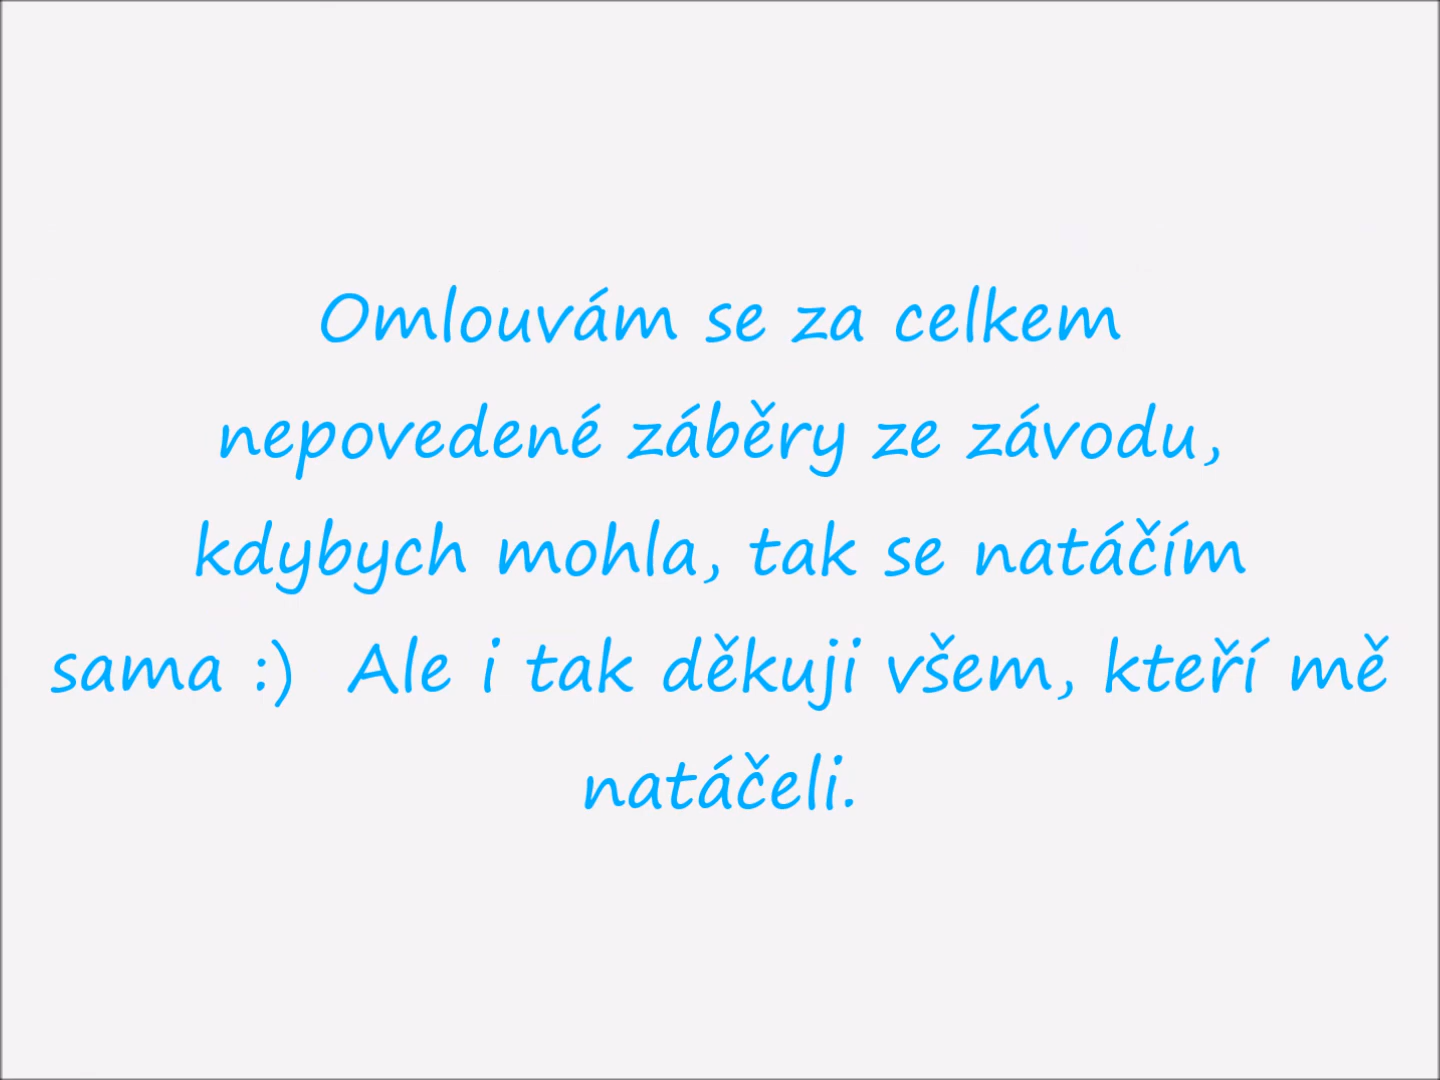 Omlouvám se za celkem
nepovedené záběry ze závodu,
kdybych mohla, tak se natáčím
sama :)  Ale i tak děkuji všem, kteří mě
natáčeli.